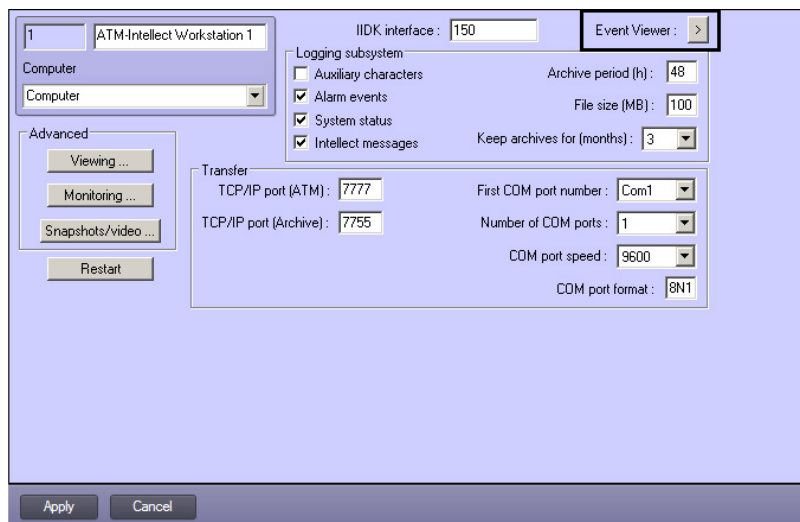 1
ATM-Intellect Workstation 1
IIDK interface :
150
Event Viewer :
>
Computer
Computer
Logging subsystem
Auxiliary characters
Alarm events
System status
Intellect messages
Archive period (h) :
48
File size (MB) :
100
Keep archives for (months) :
3
Advanced
Viewing ...
Monitoring ...
Snapshots/video ...
Restart
Transfer
TCP/IP port (ATM) :
7777
TCP/IP port (Archive) :
7755
First COM port number :
Com1
Number of COM ports :
1
COM port speed :
9600
COM port format :
8N1
Apply
Cancel